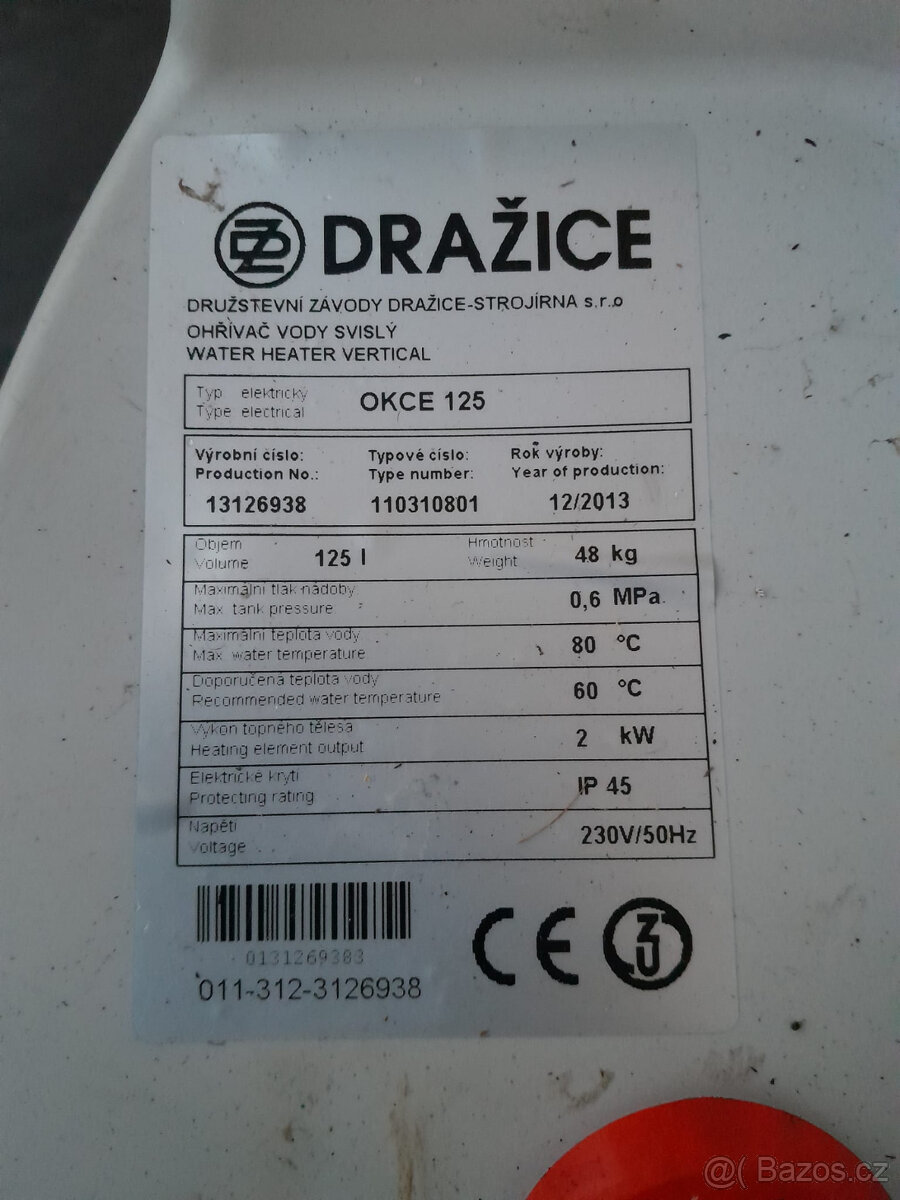 DZ DRAŽICE
DRUŽSTEVNÍ ZÁVODY DRAŽICE-STROJÍRNA s.r.o
OHŘÍVAČ VODY SVISLÝ
WATER HEATER VERTICAL
Typ elektrický
Type electrical
OKCE 125
Výrobní číslo: Typové číslo: Rok výroby:
Production No.: Type number: Year of production:
13126938 110310801 12/2013
Objem
Volume
125 l
Hmotnost
Weight
48 kg
Maximální tlak nádoby
Max tank pressure
0,6 MPa
Maximální teplota vody
Max water temperature
80 °C
Doporučená teplota vody
Recommended water temperature
60 °C
Výkon topného tělesa
Heating element output
2 kW
Elektrické krytí
Protecting rating
IP 45
Napětí
Voltage
230V/50Hz
0131269383
011-312-3126938
CE
@( Bazos.cz